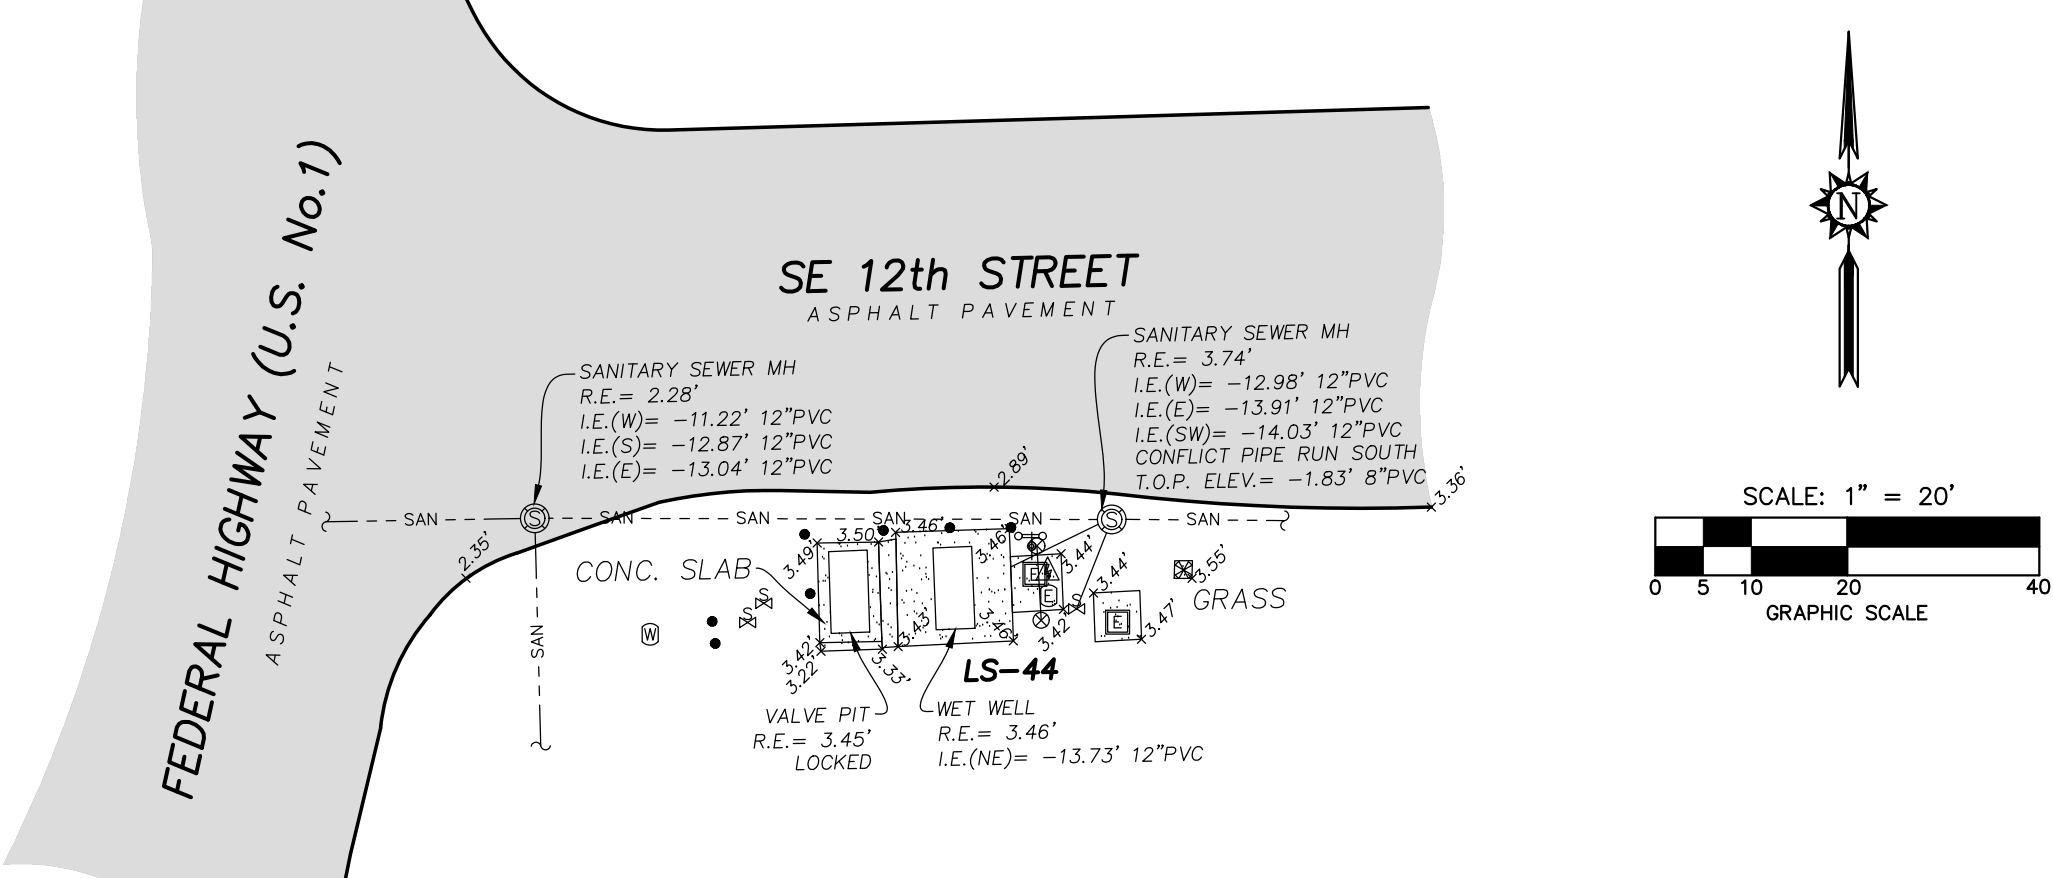 FEDERAL HIGHWAY (U.S. No.1)
ASPHALT PAVEMENT
SE 12th STREET
ASPHALT PAVEMENT
SANITARY SEWER MH
R.E.= 2.28'
I.E.(W)= -11.22' 12"PVC
I.E.(S)= -12.87' 12"PVC
I.E.(E)= -13.04' 12"PVC
SANITARY SEWER MH
R.E.= 3.74'
I.E.(W)= -12.98' 12"PVC
I.E.(E)= -13.91' 12"PVC
I.E.(SW)= -14.03' 12"PVC
CONFLICT PIPE RUN SOUTH
T.O.P. ELEV.= -1.83' 8"PVC
2.89'
3.36'
SAN
S
SAN
SAN
SAN
SAN
S
SAN
SAN
2.35'
3.49'
3.50'
3.46'
3.46'
3.44'
3.44'
3.55'
CONC. SLAB
GRASS
S
S
S
W
E
E
E
3.43'
3.46'
3.42'
3.47'
3.42'
3.22'
3.33'
LS-44
VALVE PIT
R.E.= 3.45'
LOCKED
WET WELL
R.E.= 3.46'
I.E.(NE)= -13.73' 12"PVC
N
SCALE: 1" = 20'
0 5 10 20 40
GRAPHIC SCALE